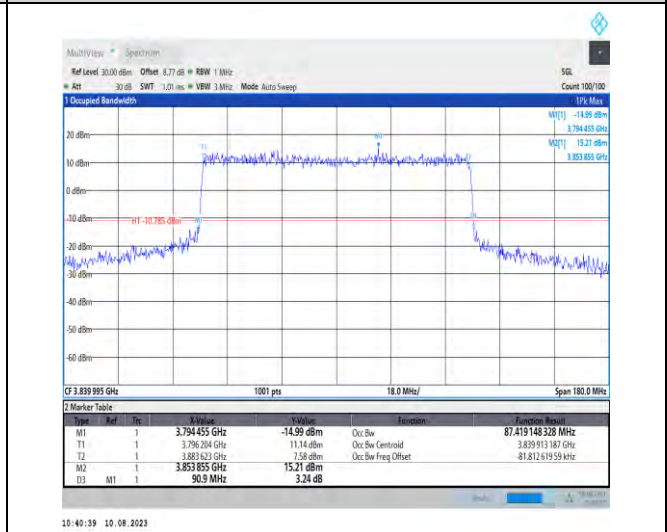 MultiView Spectrum
Ref Level 30.00 dBm Offset 8.77 dB RBW 1 MHz SGL
Att 30 dB SWT 1.01 ms VBW 3 MHz Mode Auto Sweep Count 100/100
1 Occupied Bandwidth 1Pk Max
M1[1] -14.99 dBm
3.794 455 GHz
M2[1] 15.21 dBm
3.853 855 GHz
20 dBm
10 dBm
0 dBm
-10 dBm
H1 -10.785 dBm
-20 dBm
-30 dBm
-40 dBm
-50 dBm
-60 dBm
CF 3.839 995 GHz 1001 pts 18.0 MHz/ Span 180.0 MHz
2 Marker Table
Type Ref Trc X-Value Y-Value Function Function Result
M1 1 3.794 455 GHz -14.99 dBm Occ Bw 87.419 148 328 MHz
T1 1 3.796 204 GHz 11.14 dBm Occ Bw Centroid 3.839 913 187 GHz
T2 1 3.883 623 GHz 7.58 dBm Occ Bw Freq Offset -81.812 619 59 kHz
M2 1 3.853 855 GHz 15.21 dBm
D3 M1 1 90.9 MHz 3.24 dB
10:40:39 10.08.2023